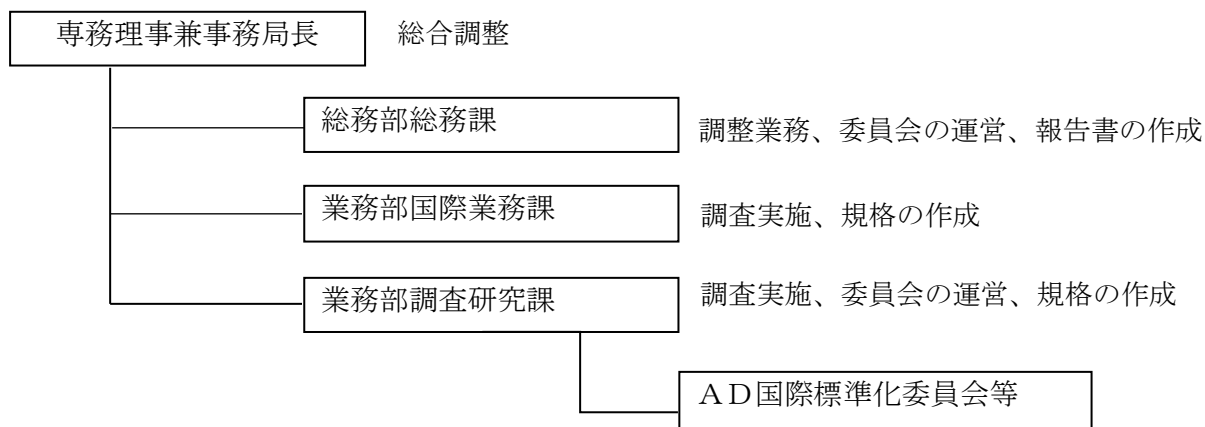 専務理事兼事務局長 総合調整
総務部総務課 調整業務、委員会の運営、報告書の作成
業務部国際業務課 調査実施、規格の作成
業務部調査研究課 調査実施、委員会の運営、規格の作成
ＡＤ国際標準化委員会等